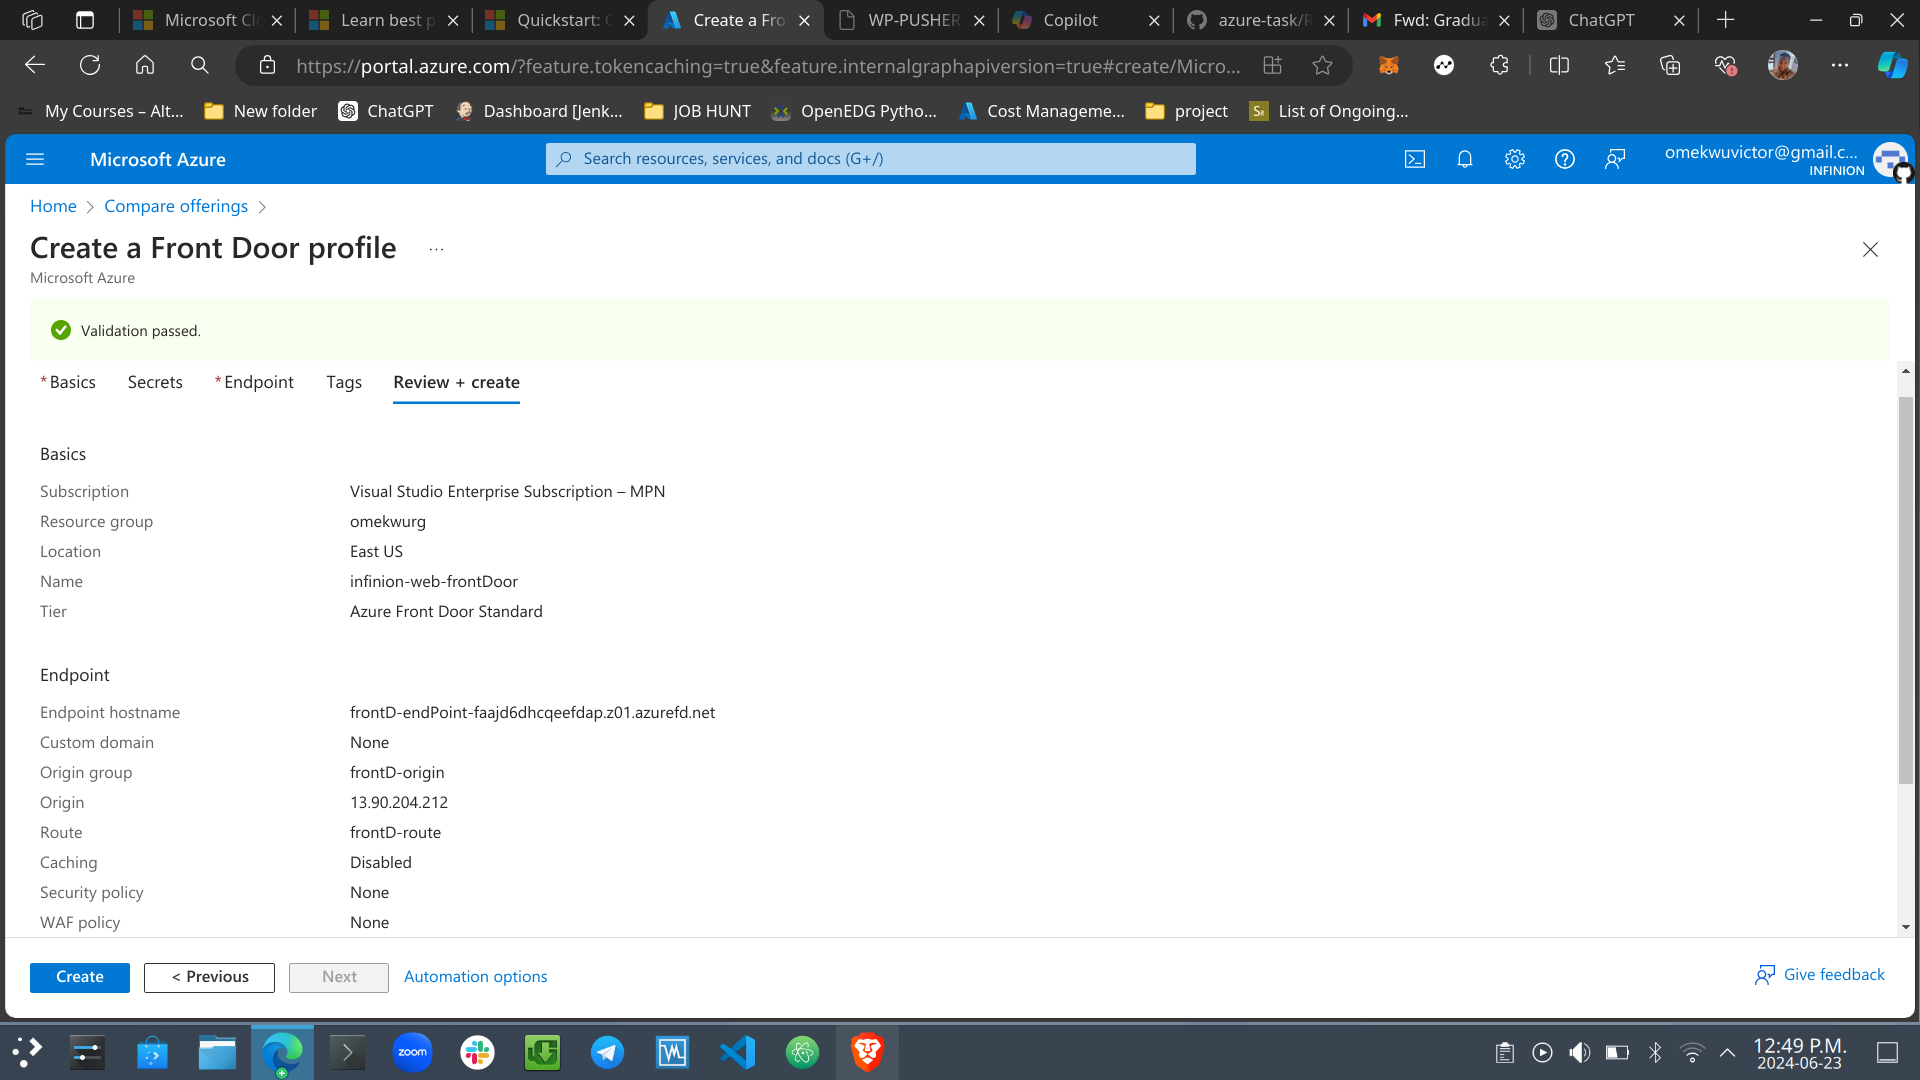 Microsoft Clo
Learn best p
Quickstart: C
Create a Fro
WP-PUSHER
Copilot
azure-task/R
Fwd: Gradua
ChatGPT
https://portal.azure.com/?feature.tokencaching=true&feature.internalgraphapiversion=true#create/Micro...
My Courses – Alt...
New folder
ChatGPT
Dashboard [Jenk...
JOB HUNT
OpenEDG Pytho...
Cost Manageme...
project
List of Ongoing...
Microsoft Azure
Search resources, services, and docs (G+/)
omekwuvictor@gmail.c...
INFINION
Home > Compare offerings >
Create a Front Door profile ...
Microsoft Azure
Validation passed.
* Basics
Secrets
* Endpoint
Tags
Review + create
Basics
Subscription Visual Studio Enterprise Subscription – MPN
Resource group omekwurg
Location East US
Name infinion-web-frontDoor
Tier Azure Front Door Standard
Endpoint
Endpoint hostname frontD-endPoint-faajd6dhcqeefdap.z01.azurefd.net
Custom domain None
Origin group frontD-origin
Origin 13.90.204.212
Route frontD-route
Caching Disabled
Security policy None
WAF policy None
Create
< Previous
Next
Automation options
Give feedback
zoom
12:49 P.M.
2024-06-23